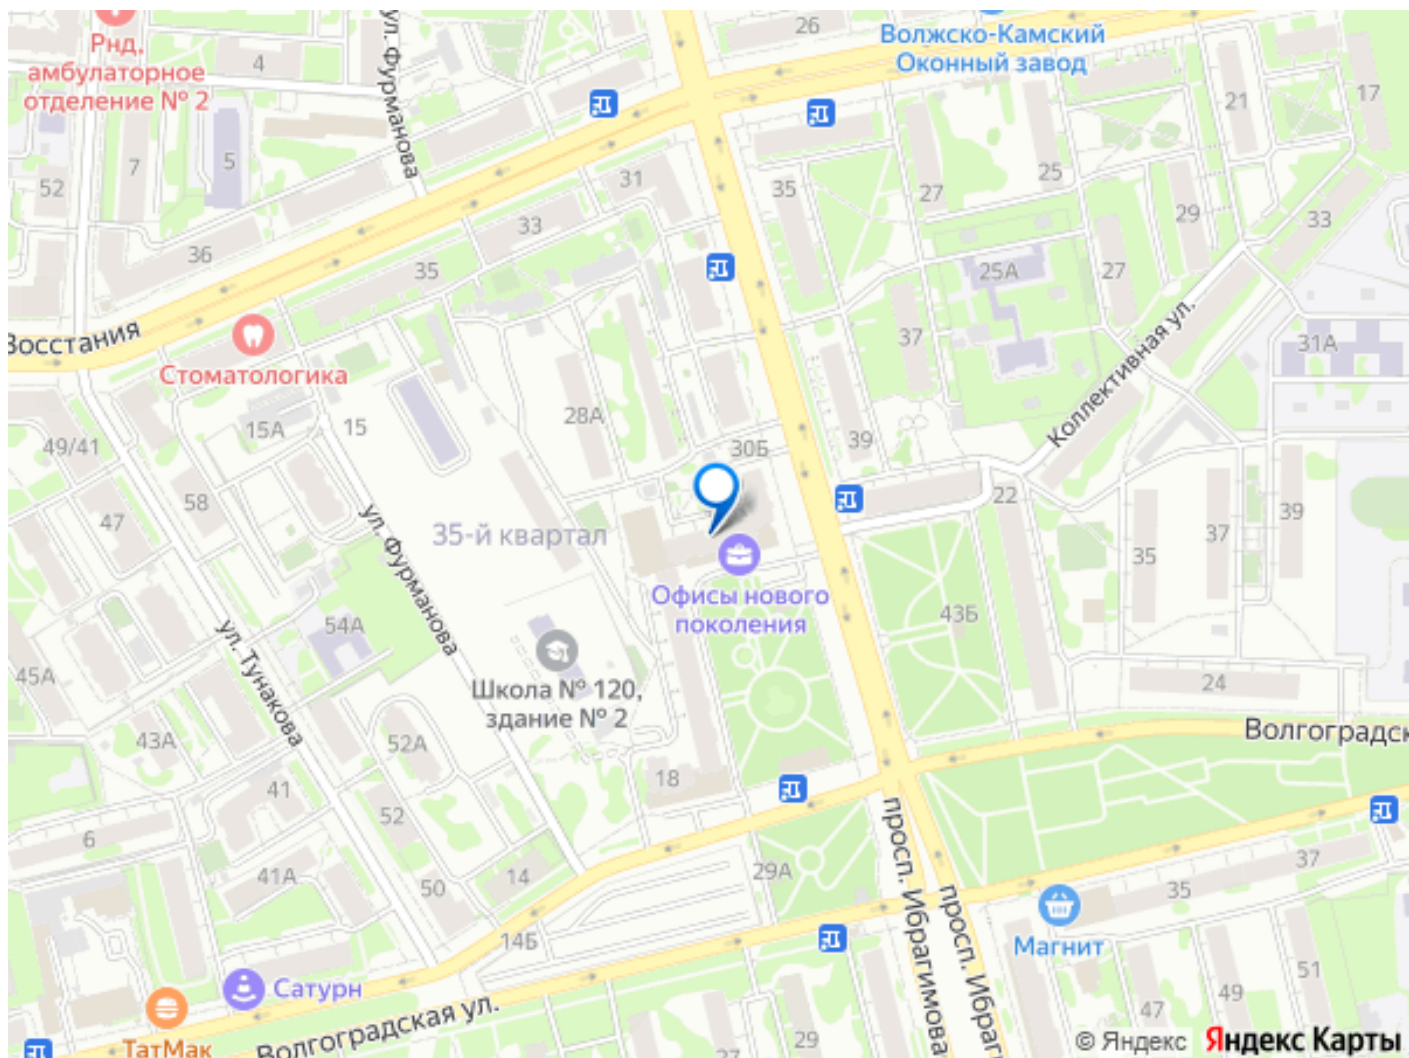 Рнд,
амбулаторное
отделение № 2
4
ул. Фурманова
26
Волжско-Камский
Оконный завод
21
17
52
7
5
31
35
27
25
29
33
36
33
35
25А
27
Восстания
Стоматологика
37
31А
Коллективная ул.
49/41
15А
15
28А
30Б
39
22
58
47
ул. Фурманова
35-й квартал
35
37
39
Офисы нового
поколения
43Б
54А
ул. Тунакова
45А
Школа № 120,
здание № 2
24
43А
52А
Волгоградск
18
41
52
6
41А
50
14
29А
просп. Ибрагимова
просп. Ибраги
37
35
14Б
Магнит
Сатурн
51
49
47
Волгоградская ул.
ТатМак
27
29
© Яндекс Яндекс Карты